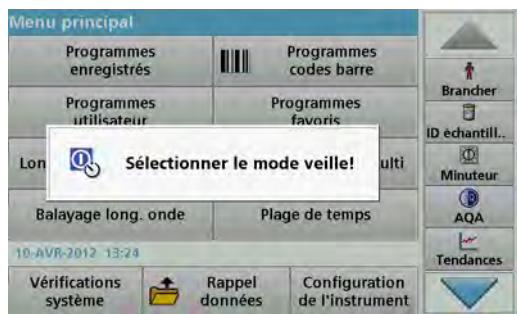 Menu principal
Programmes
enregistrés
Programmes
codes barre
Programmes
utilisateur
Programmes
favoris
Lon
ulti
Sélectionner le mode veille!
Balayage long. onde
Plage de temps
10-AVR-2012 13:24
Vérifications
système
Rappel
données
Configuration
de l'instrument
Brancher
ID échantill..
Minuteur
AQA
Tendances